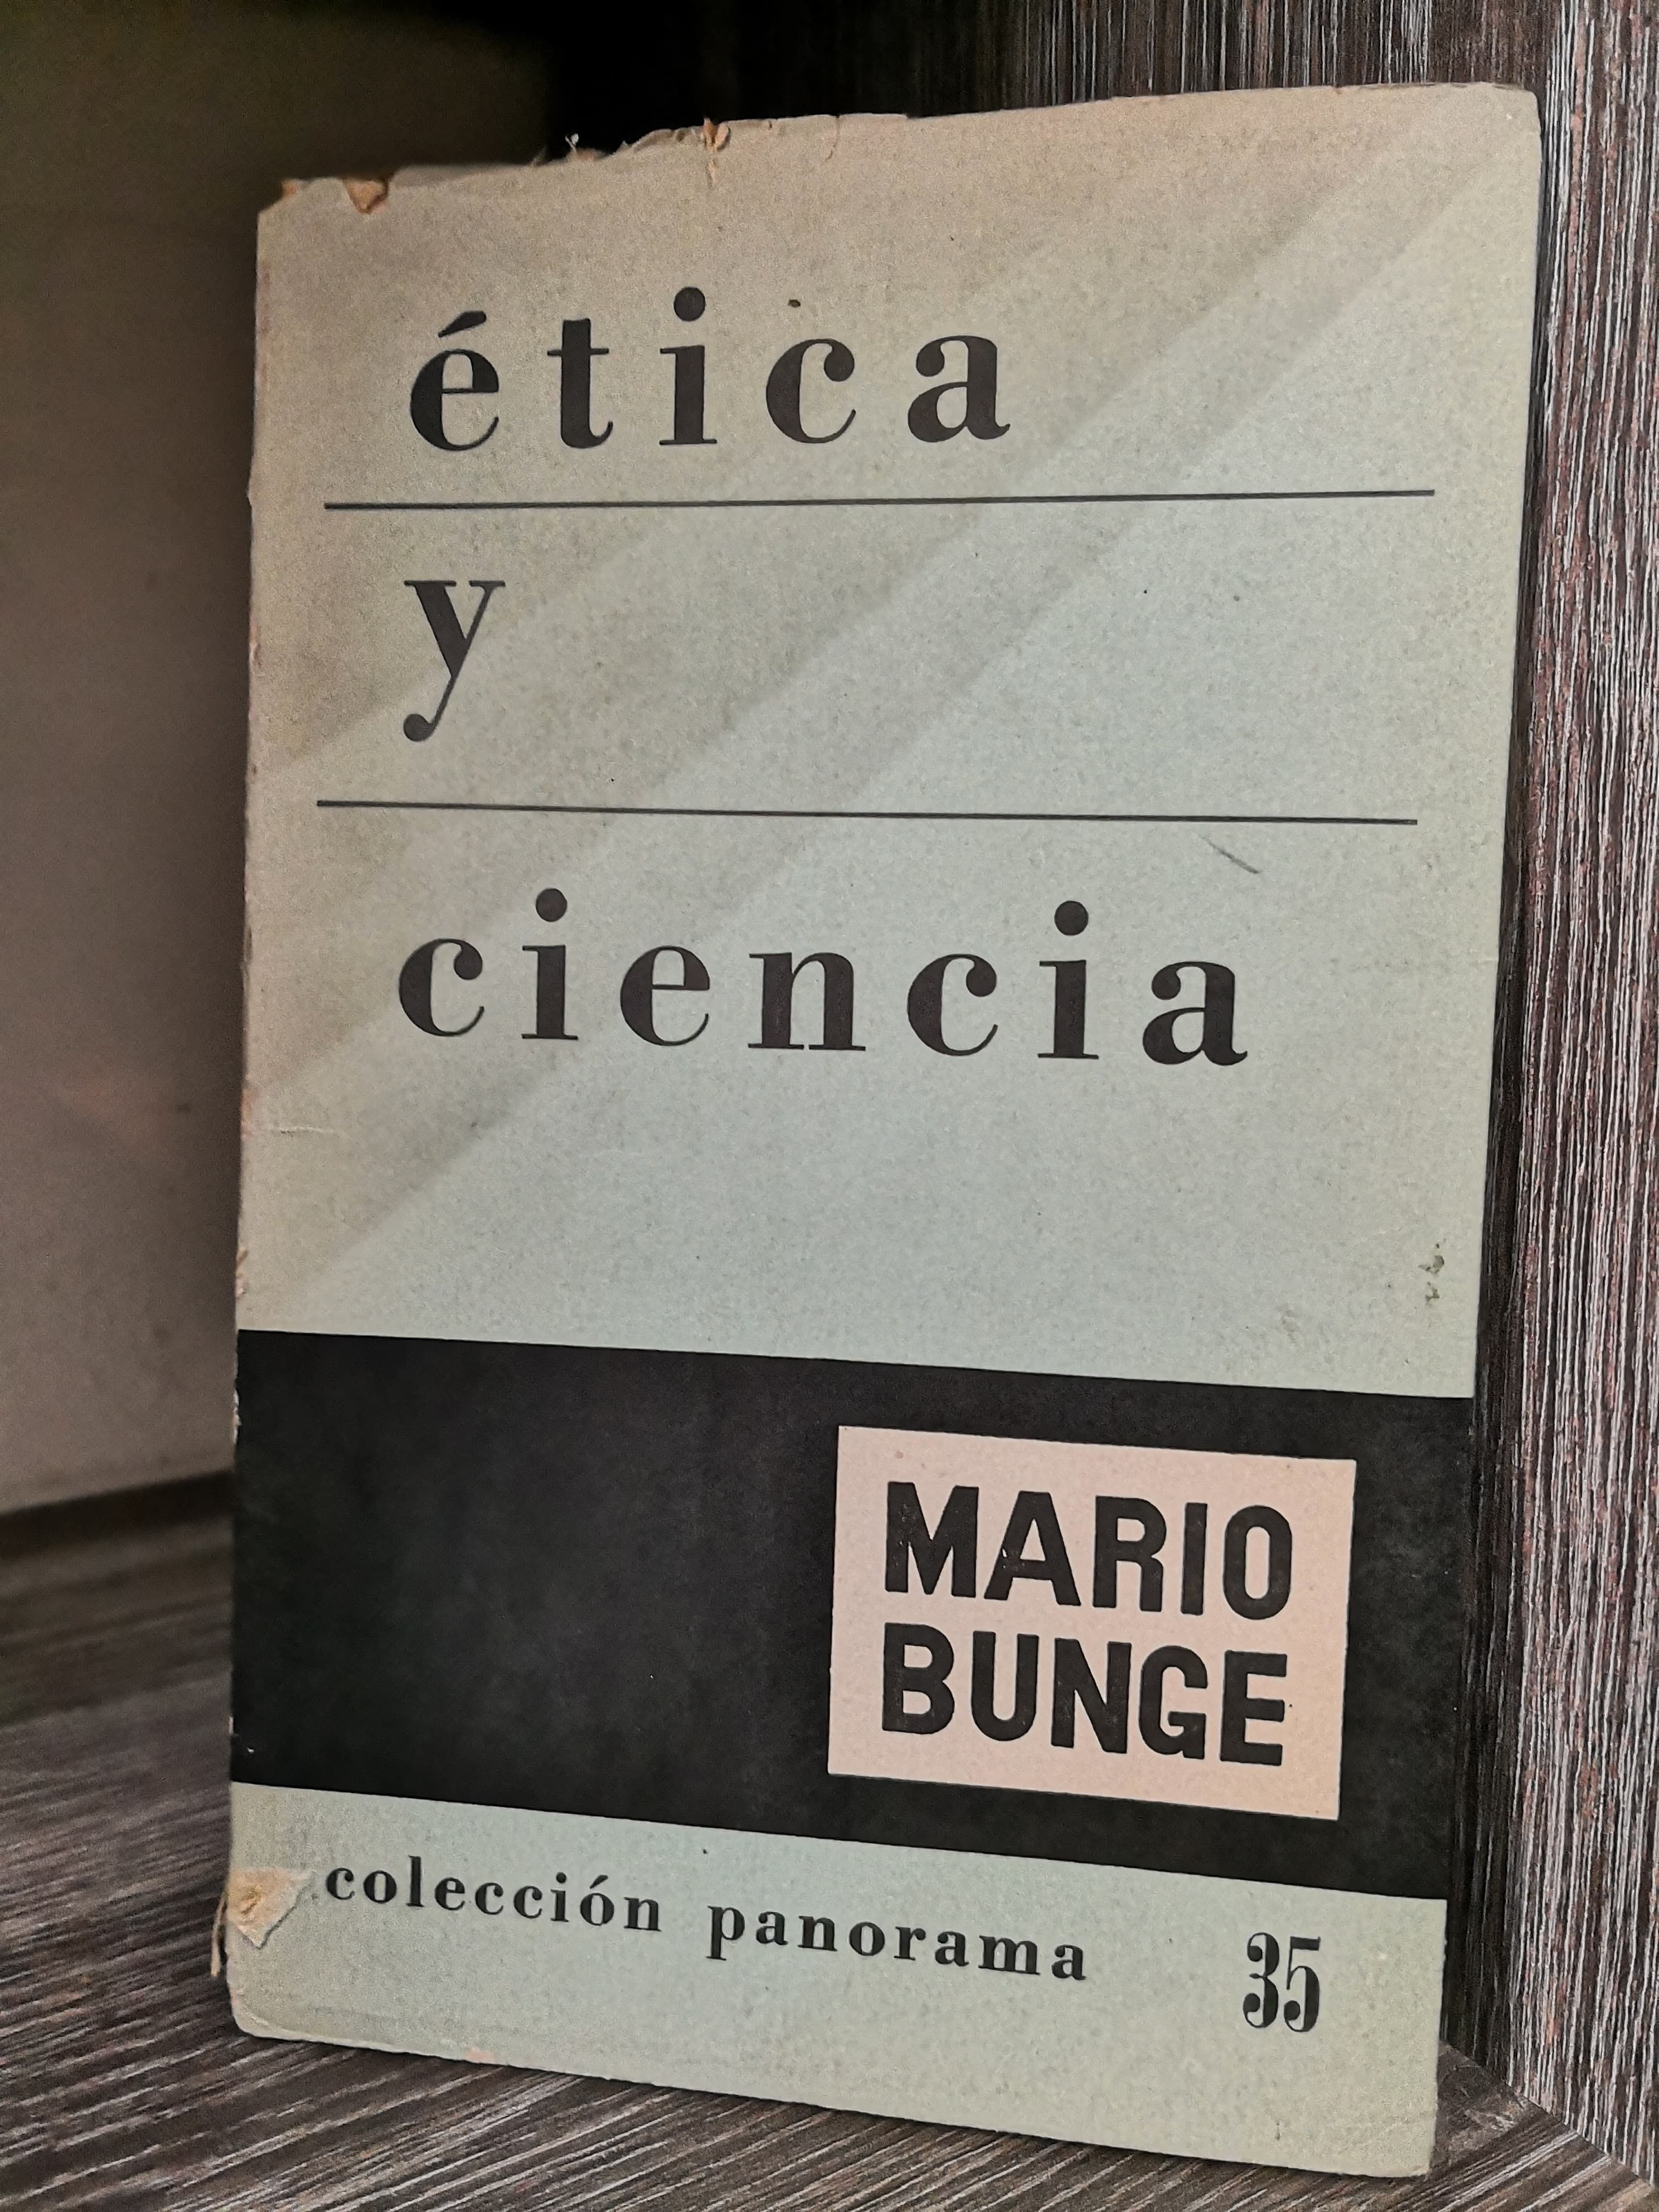 ética
y
ciencia
MARIO
BUNGE
colección panorama 35